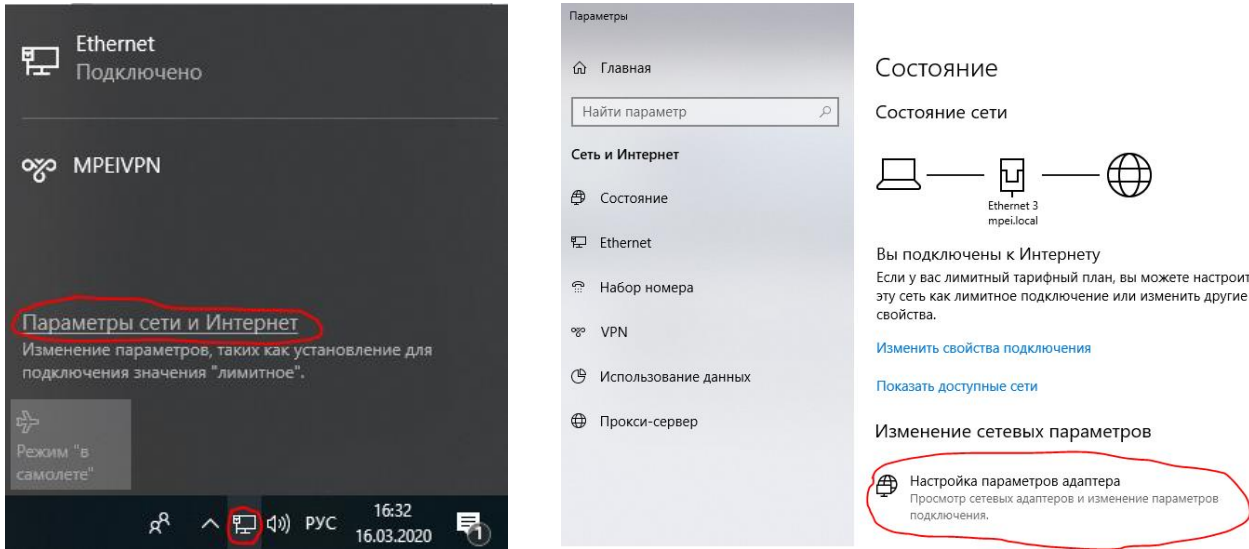 Ethernet
Подключено
MPEIVPN
Параметры сети и Интернет
Изменение параметров, таких как установление для
подключения значения "лимитное".
Режим "в
самолете"
РУС
16:32
16.03.2020
1
Параметры
Главная
Найти параметр
Сеть и Интернет
Состояние
Ethernet
Набор номера
VPN
Использование данных
Прокси-сервер
Состояние
Состояние сети
Ethernet 3
mpei.local
Вы подключены к Интернету
Если у вас лимитный тарифный план, вы можете настроит
эту сеть как лимитное подключение или изменить другие
свойства.
Изменить свойства подключения
Показать доступные сети
Изменение сетевых параметров
Настройка параметров адаптера
Просмотр сетевых адаптеров и изменение параметров
подключения.